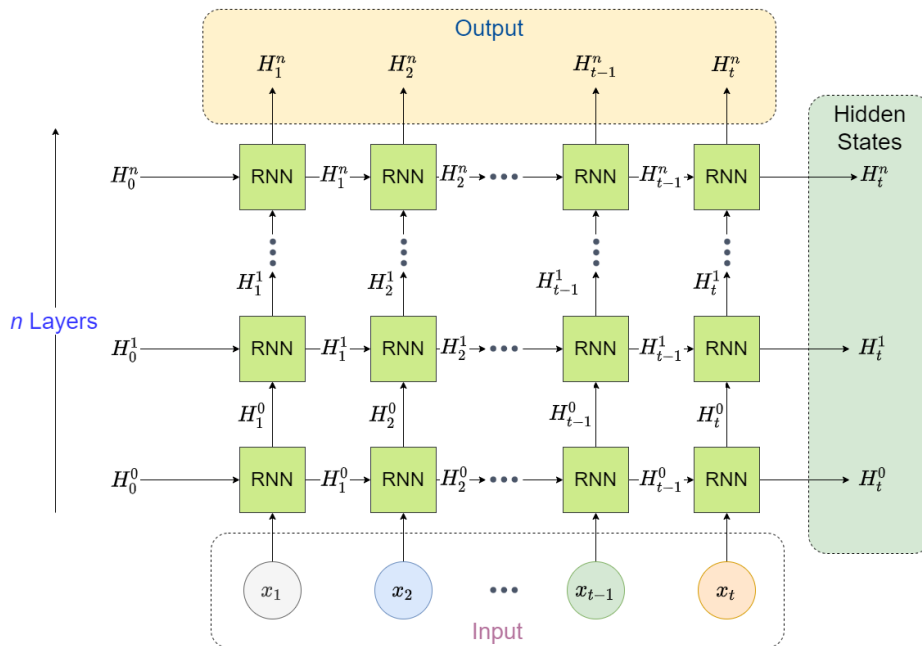 Output
H_1^n H_2^n H_{t-1}^n H_t^n
Hidden
States
H_0^n RNN H_1^n RNN H_2^n ••• RNN H_{t-1}^n RNN H_t^n
H_1^1 H_2^1 H_{t-1}^1 H_t^1
n Layers
H_0^1 RNN H_1^1 RNN H_2^1 ••• RNN H_{t-1}^1 RNN H_t^1
H_1^0 H_2^0 H_{t-1}^0 H_t^0
H_0^0 RNN H_1^0 RNN H_2^0 ••• RNN H_{t-1}^0 RNN H_t^0
x_1 x_2 ••• x_{t-1} x_t
Input